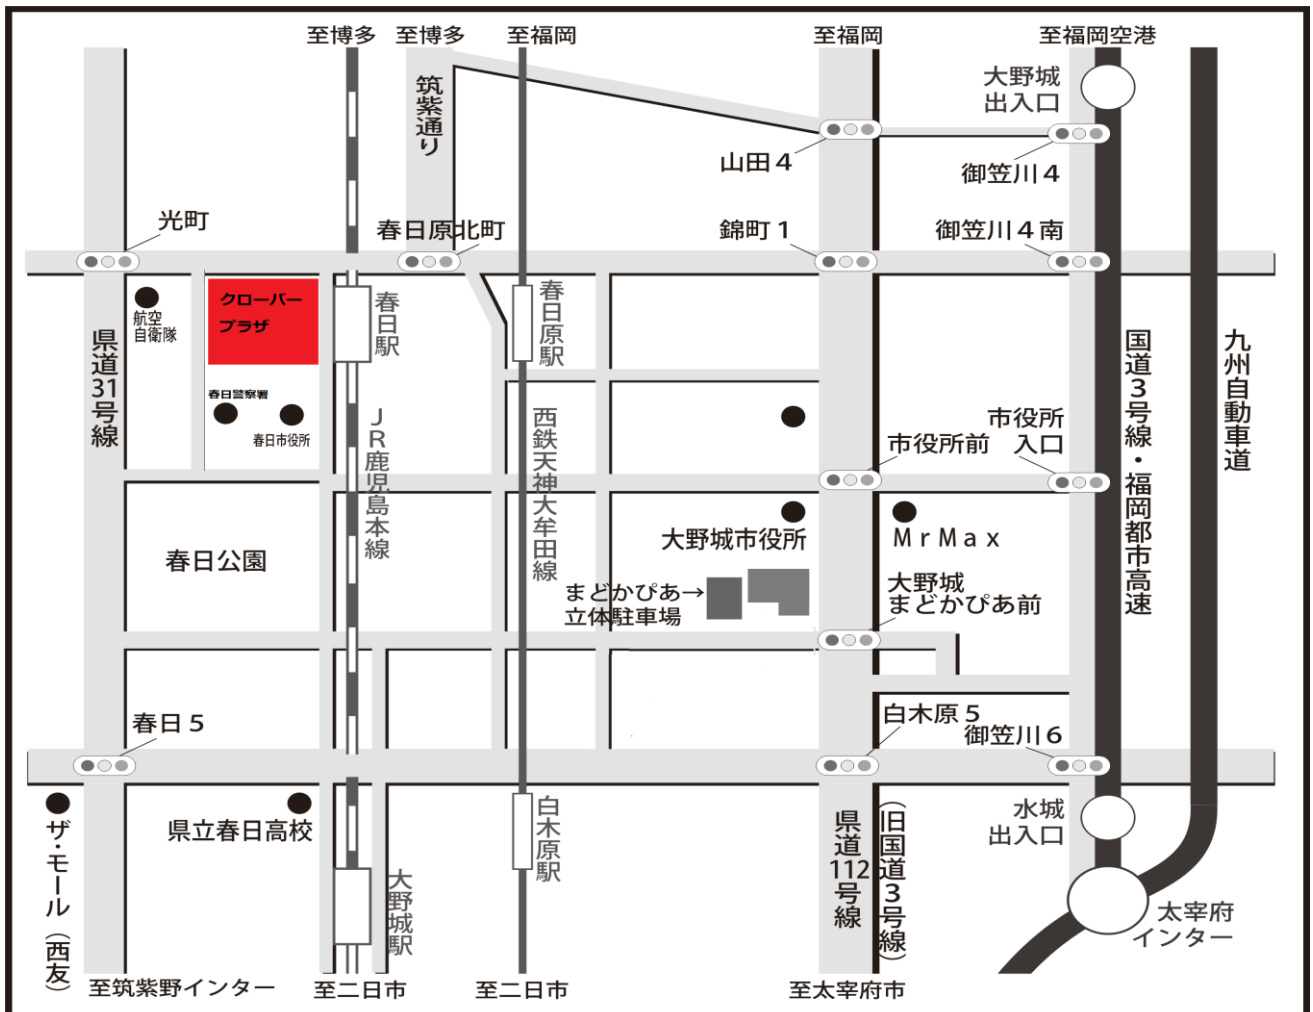 至博多
至博多
至福岡
至福岡
至福岡空港
筑紫通り
大野城
出入口
山田4
御笠川4
光町
春日原北町
錦町1
御笠川4南
クローバー
プラザ
航空
自衛隊
春日駅
春日原駅
県道31号線
国道3号線・福岡都市高速
九州自動車道
春日警察署
春日市役所
JR鹿児島本線
西鉄天神大牟田線
市役所前
市役所
入口
春日公園
大野城市役所
MrMax
まどかぴあ→
立体駐車場
大野城
まどかぴあ前
春日5
白木原5
御笠川6
ザ・モール(西友)
県立春日高校
大野城駅
白木原駅
県道112号線
(旧国道3号線)
水城
出入口
太宰府
インター
至筑紫野インター
至二日市
至二日市
至太宰府市